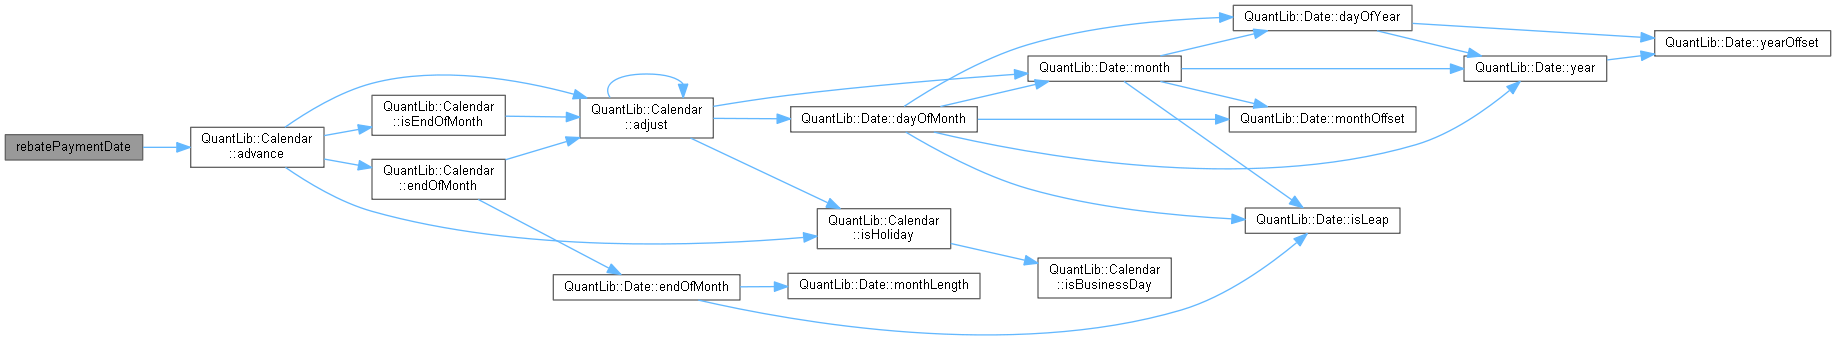 rebatePaymentDate
QuantLib::Calendar
::advance
QuantLib::Calendar
::isEndOfMonth
QuantLib::Calendar
::endOfMonth
QuantLib::Calendar
::adjust
QuantLib::Date::endOfMonth
QuantLib::Date::dayOfMonth
QuantLib::Calendar
::isHoliday
QuantLib::Date::monthLength
QuantLib::Date::month
QuantLib::Calendar
::isBusinessDay
QuantLib::Date::dayOfYear
QuantLib::Date::monthOffset
QuantLib::Date::isLeap
QuantLib::Date::year
QuantLib::Date::yearOffset